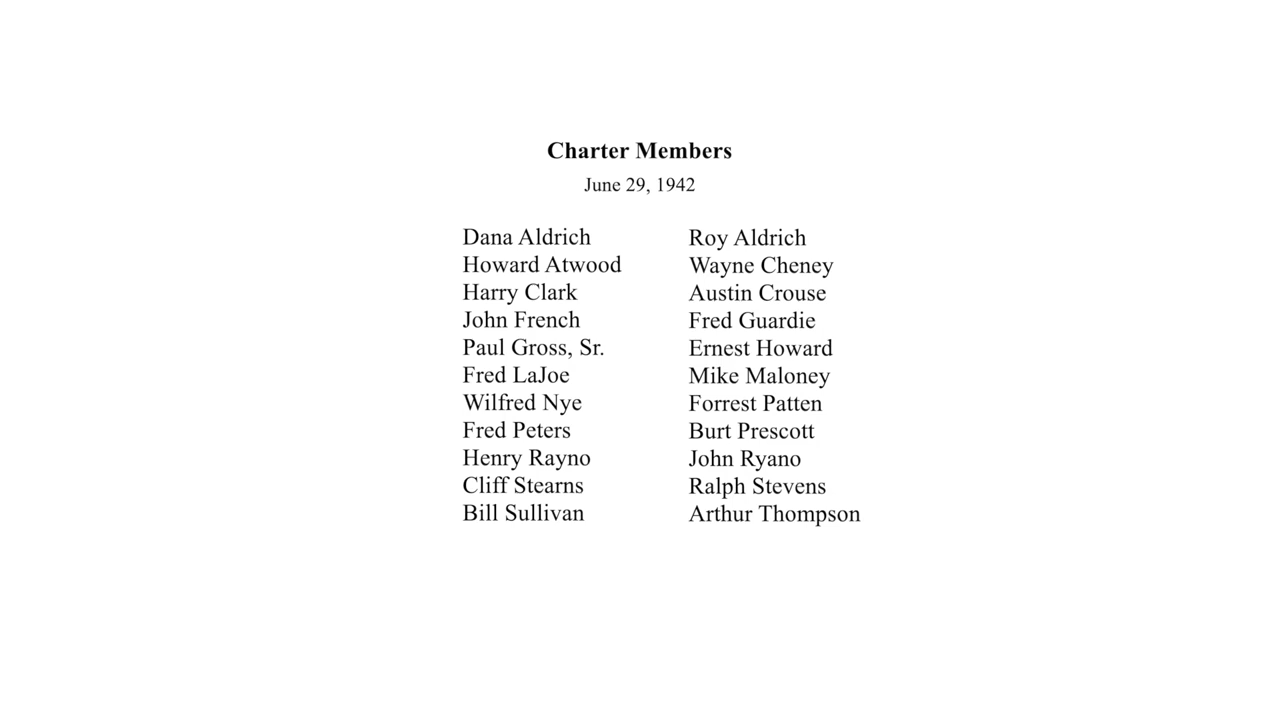 Charter Members
June 29, 1942
Dana Aldrich Roy Aldrich
Howard Atwood Wayne Cheney
Harry Clark Austin Crouse
John French Fred Guardie
Paul Gross, Sr. Ernest Howard
Fred LaJoe Mike Maloney
Wilfred Nye Forrest Patten
Fred Peters Burt Prescott
Henry Rayno John Ryano
Cliff Stearns Ralph Stevens
Bill Sullivan Arthur Thompson